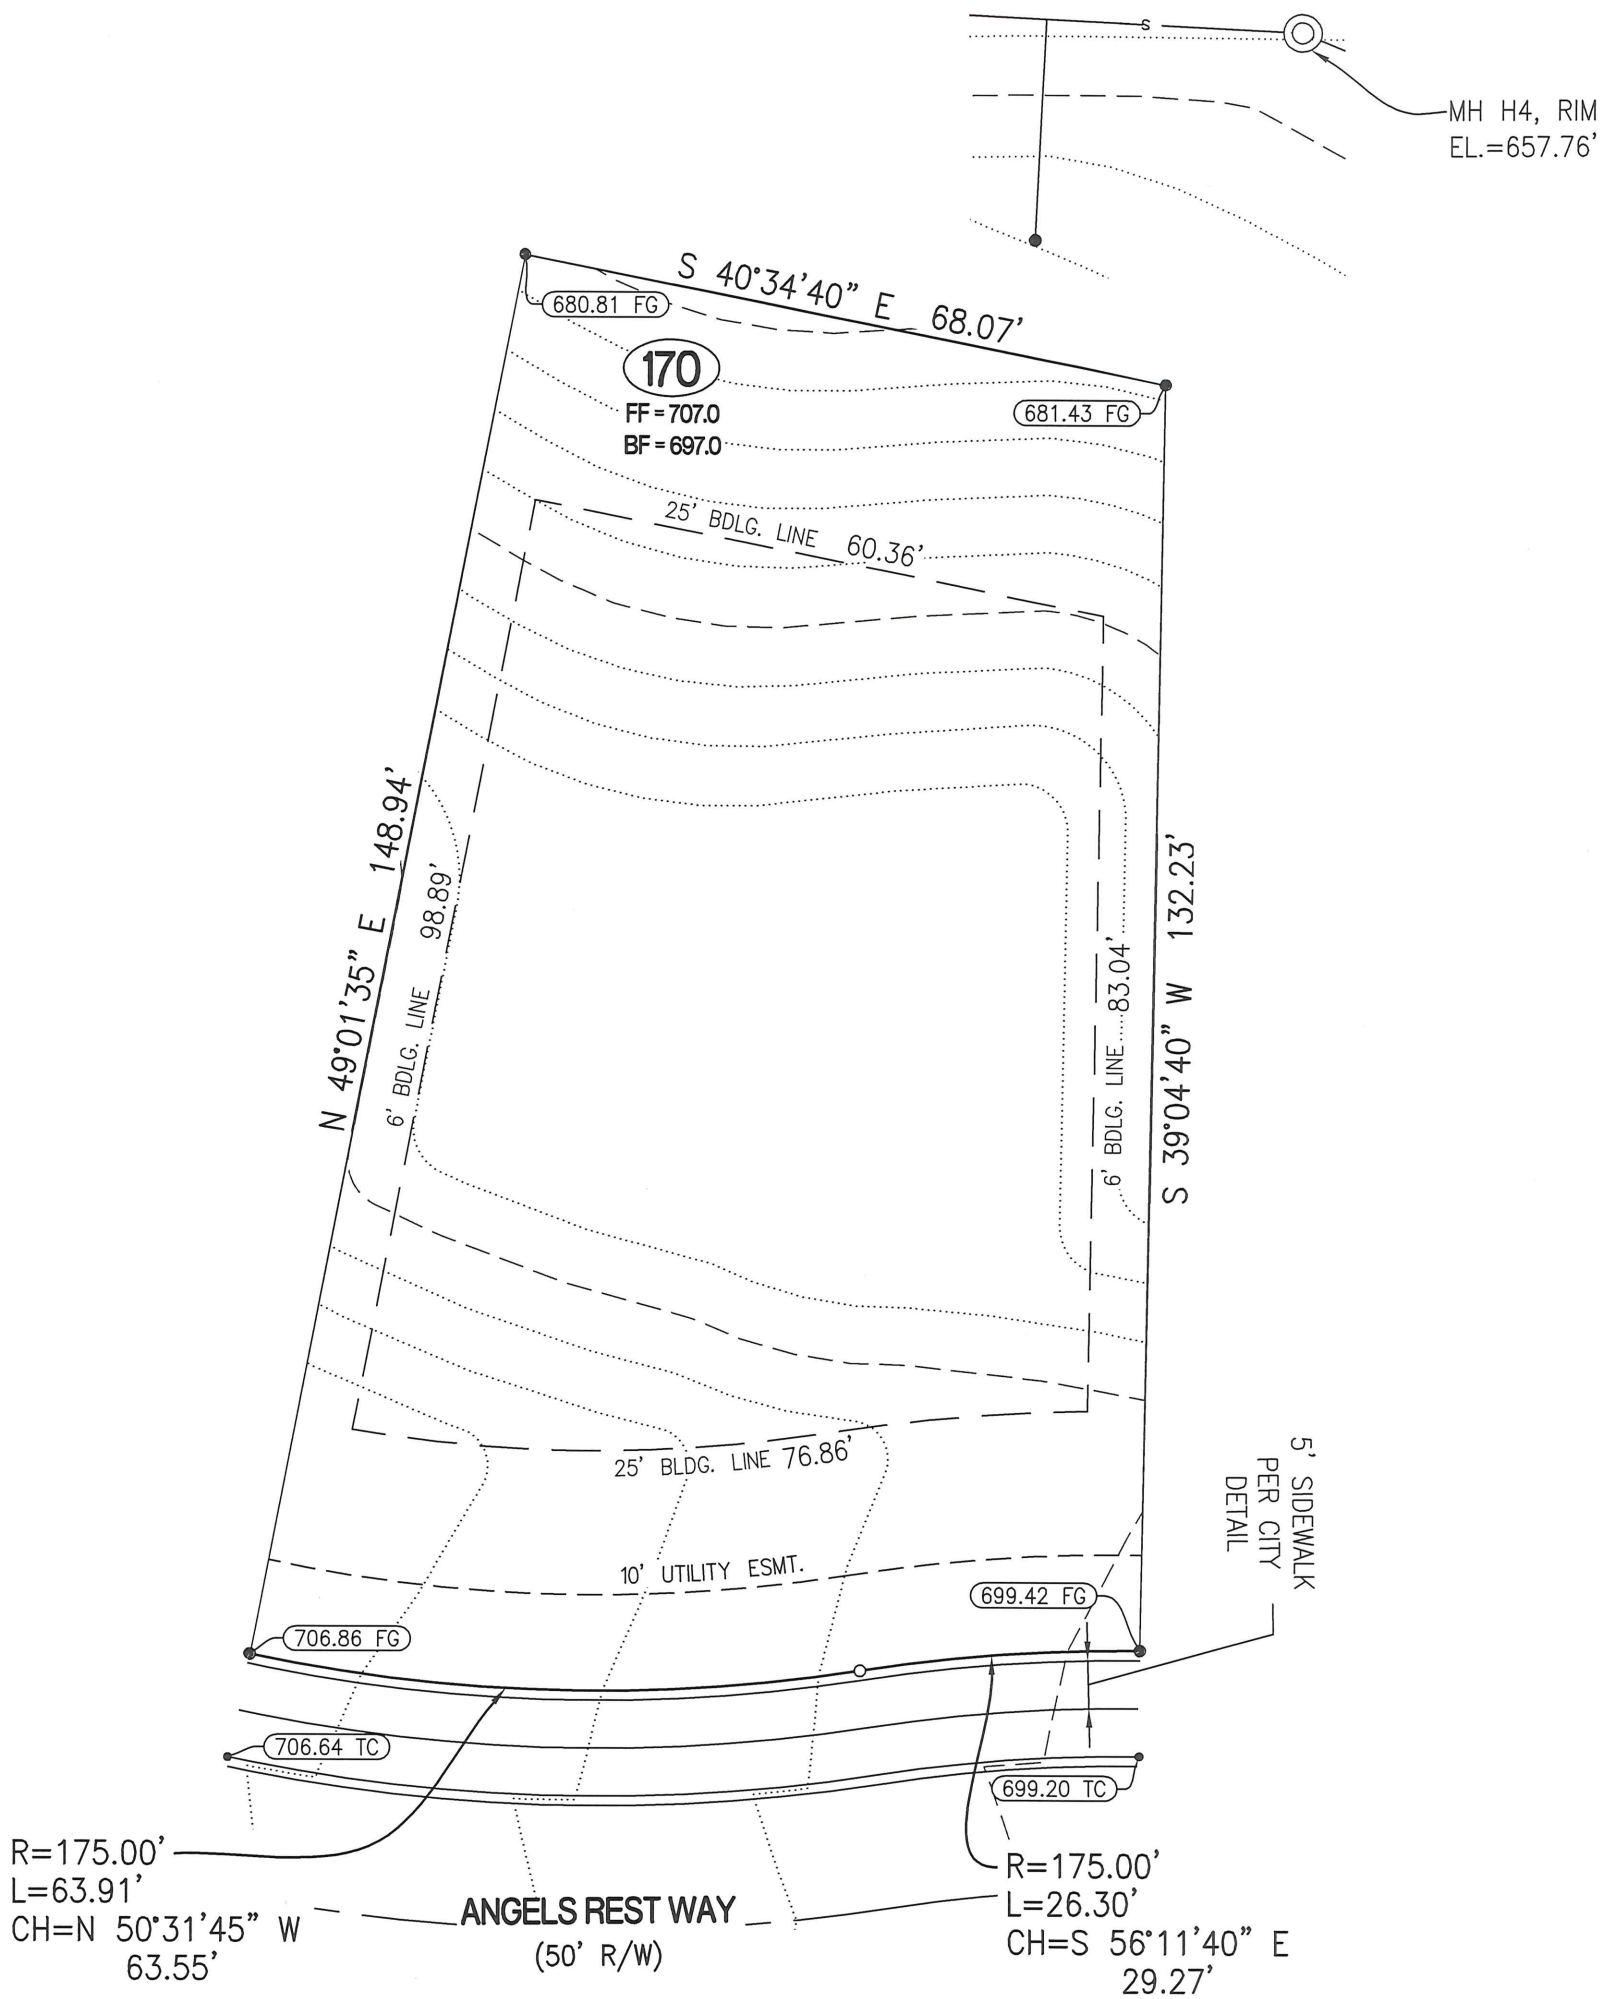 S
MH H4, RIM
EL.=657.76'
S 40°34'40" E 68.07'
680.81 FG
170
FF = 707.0
BF = 697.0
681.43 FG
25' BDLG. LINE 60.36'
N 49°01'35" E 148.94'
6' BDLG. LINE 98.89'
6' BDLG. LINE 83.04'
S 39°04'40" W 132.23'
25' BLDG. LINE 76.86'
5' SIDEWALK
PER CITY
DETAIL
10' UTILITY ESMT.
699.42 FG
706.86 FG
706.64 TC
699.20 TC
R=175.00'
L=63.91'
CH=N 50°31'45" W
63.55'
ANGELS REST WAY
(50' R/W)
R=175.00'
L=26.30'
CH=S 56°11'40" E
29.27'